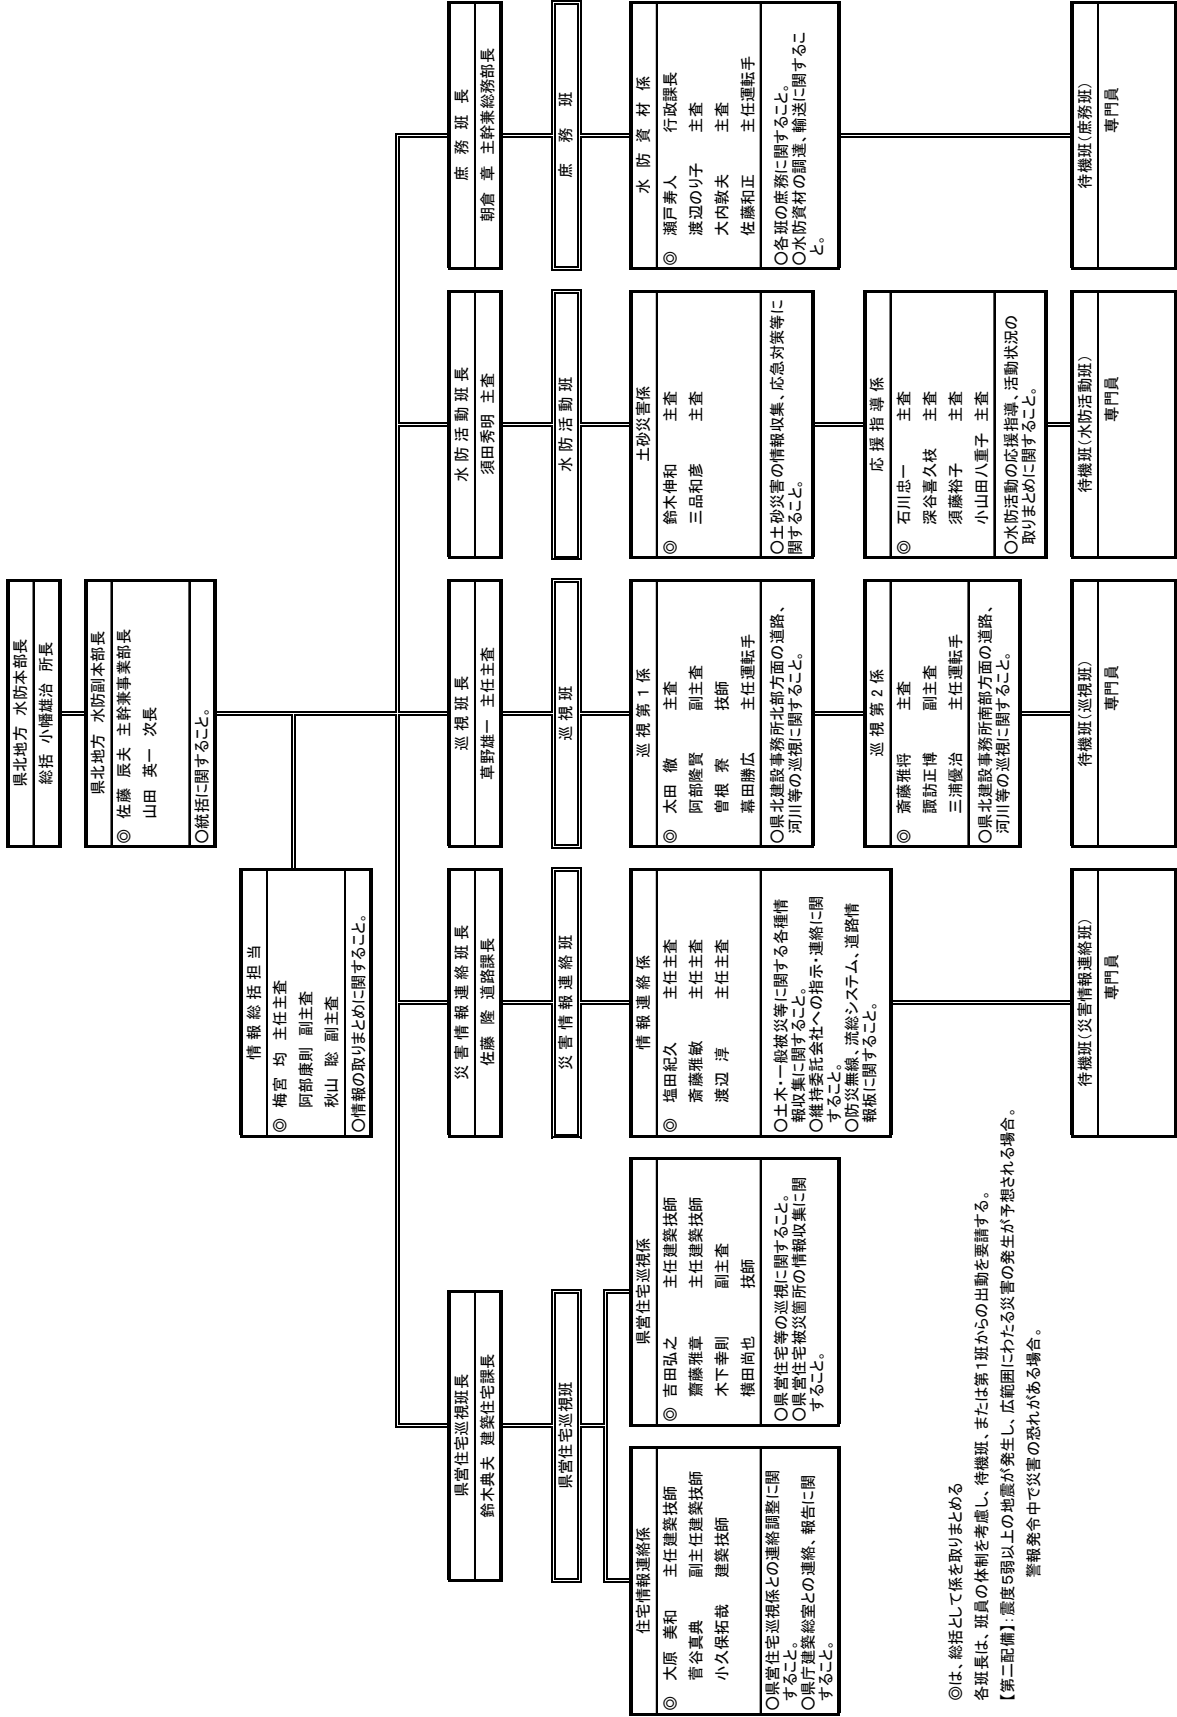 県北地方 水防本部長
総括 小幡雄治 所長
県北地方 水防副本部長
◎ 佐藤 辰夫 主幹兼事業部長
山田 英一 次長
○統括に関すること。
情 報 総 括 担 当
◎ 梅宮 均 主任主査
阿部康則 副主査
秋山 聡 副主査
○情報の取りまとめに関すること。
県営住宅巡視班長
鈴木典夫 建築住宅課長
県営住宅巡視班
住宅情報連絡係
◎ 大原 美和 主任建築技師
菅谷真典 副主任建築技師
小久保拓哉 建築技師
○県営住宅巡視係との連絡調整に関
すること。
○県庁建築総室との連絡、報告に関
すること。
県営住宅巡視係
◎ 吉田弘之 主任建築技師
齋藤雅章 主任建築技師
木下幸則 副主査
横田尚也 技師
○県営住宅等の巡視に関すること。
○県営住宅被災箇所の情報収集に関
すること。
災 害 情 報 連 絡 班 長
佐藤 隆 道路課長
災 害 情 報 連 絡 班
情 報 連 絡 係
◎ 塩田紀久 主任主査
斎藤雅敏 主任主査
渡辺 淳 主任主査
○土木・一般被災等に関する各種情
報収集に関すること。
○維持委託会社への指示・連絡に関
すること。
○防災無線、流総システム、道路情
報板に関すること。
待機班(災害情報連絡班)
専門員
巡 視 班 長
草野雄一 主任主査
巡 視 班
巡 視 第 1 係
◎ 太田 徹 主査
阿部隆賢 副主査
曽根 寮 技師
幕田勝広 主任運転手
○県北建設事務所北部方面の道路、
河川等の巡視に関すること。
巡 視 第 2 係
◎ 斎藤雅将 主査
諏訪正博 副主査
三浦優治 主任運転手
○県北建設事務所南部方面の道路、
河川等の巡視に関すること。
待機班(巡視班)
専門員
水 防 活 動 班 長
須田秀明 主査
水 防 活 動 班
土砂災害係
◎ 鈴木伸和 主査
三品和彦 主査
○土砂災害の情報収集、応急対策等に
関すること。
応 援 指 導 係
◎ 石川忠一 主査
深谷喜久枝 主査
須藤裕子 主査
小山田八重子 主査
○水防活動の応援指導、活動状況の
取りまとめに関すること。
待機班(水防活動班)
専門員
庶 務 班 長
朝倉 章 主幹兼総務部長
庶 務 班
水 防 資 材 係
◎ 瀬戸寿人 行政課長
渡辺のり子 主査
大内敦夫 主査
佐藤和正 主任運転手
○各班の庶務に関すること。
○水防資材の調達、輸送に関するこ
と。
待機班(庶務班)
専門員
◎は、総括として係を取りまとめる
各班長は、班員の体制を考慮し、待機班、または第1班からの出動を要請する。
【第二配備】:震度5弱以上の地震が発生し、広範囲にわたる災害の発生が予想される場合。
警報発令中で災害の恐れがある場合。